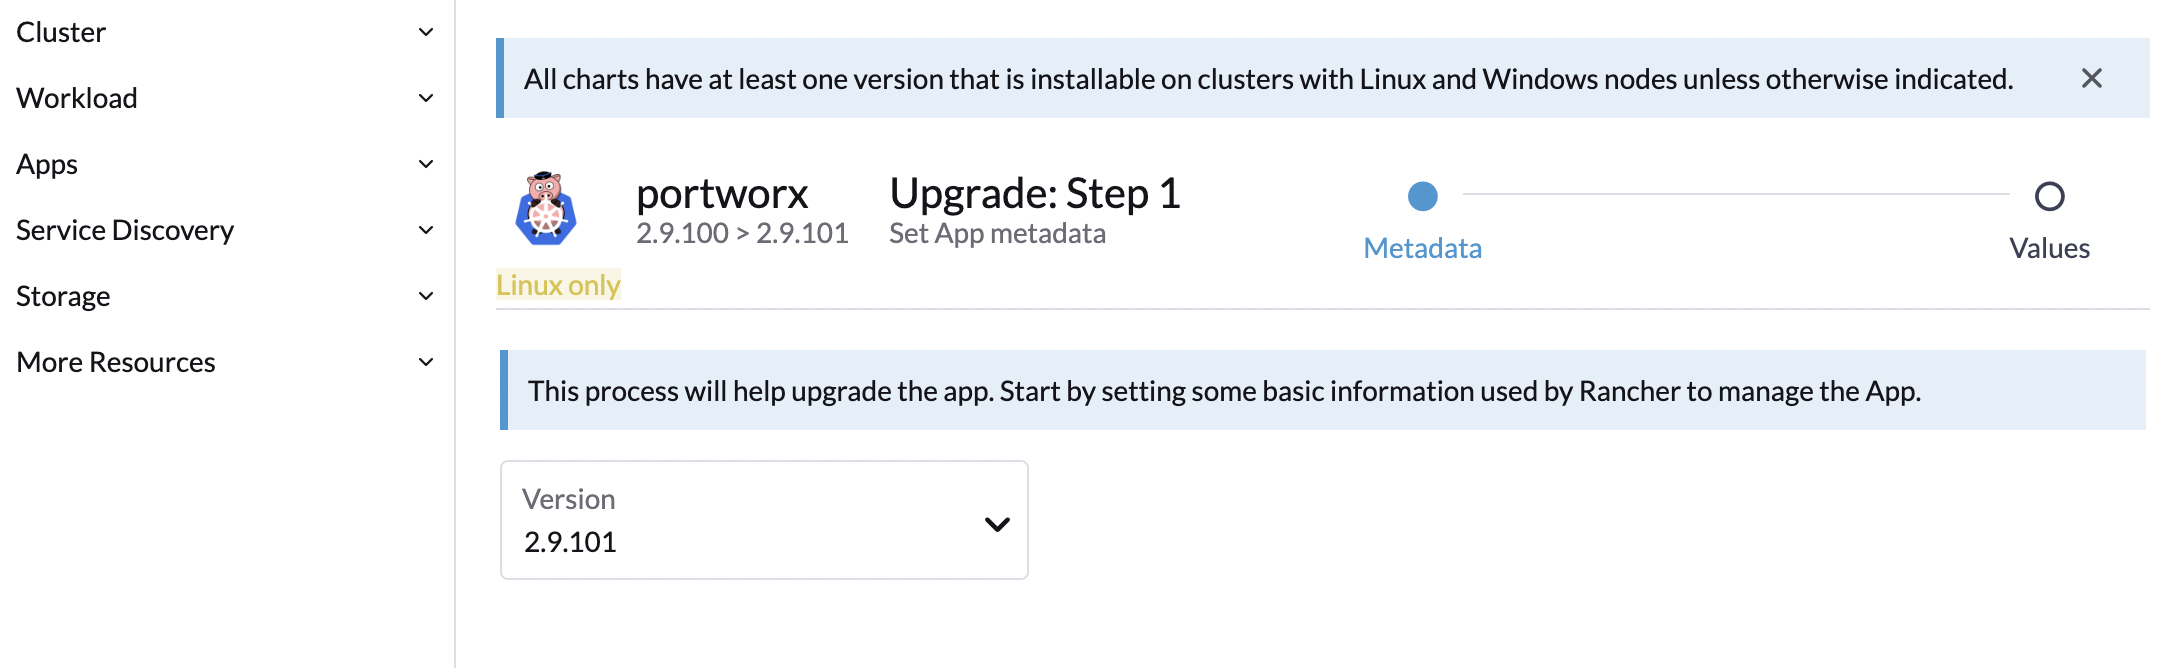 Cluster
Workload
Apps
Service Discovery
Storage
More Resources
All charts have at least one version that is installable on clusters with Linux and Windows nodes unless otherwise indicated.
portworx
2.9.100 > 2.9.101
Linux only
Upgrade: Step 1
Set App metadata
Metadata
Values
This process will help upgrade the app. Start by setting some basic information used by Rancher to manage the App.
Version
2.9.101